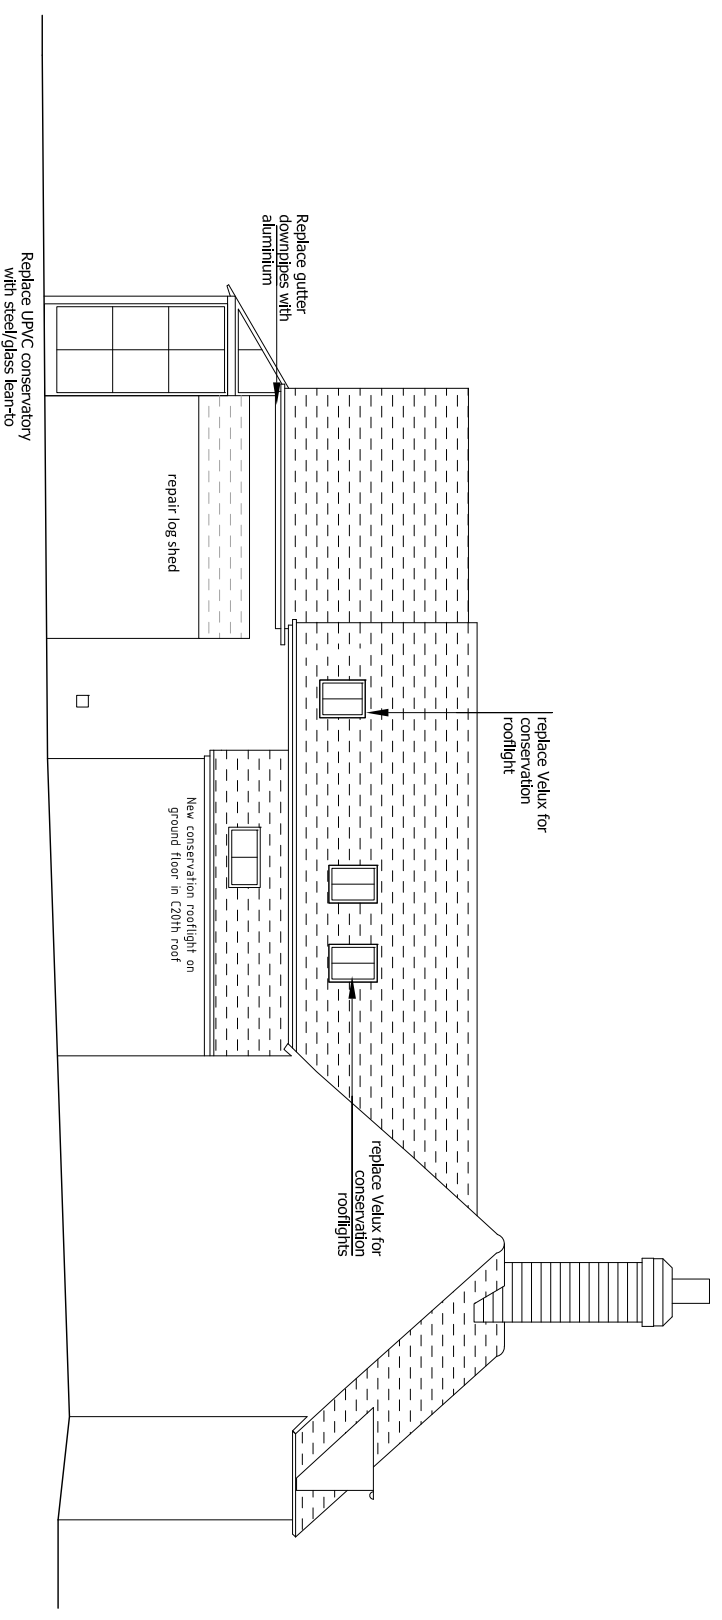 Replace gutter
downpipes with
aluminium
Replace UPVC conservatory
with steel/glass lean-to
repair log shed
replace Velux for
conservation
rooflight
New conservation rooflight on
ground floor in C20th roof
replace Velux for
conservation
rooflights